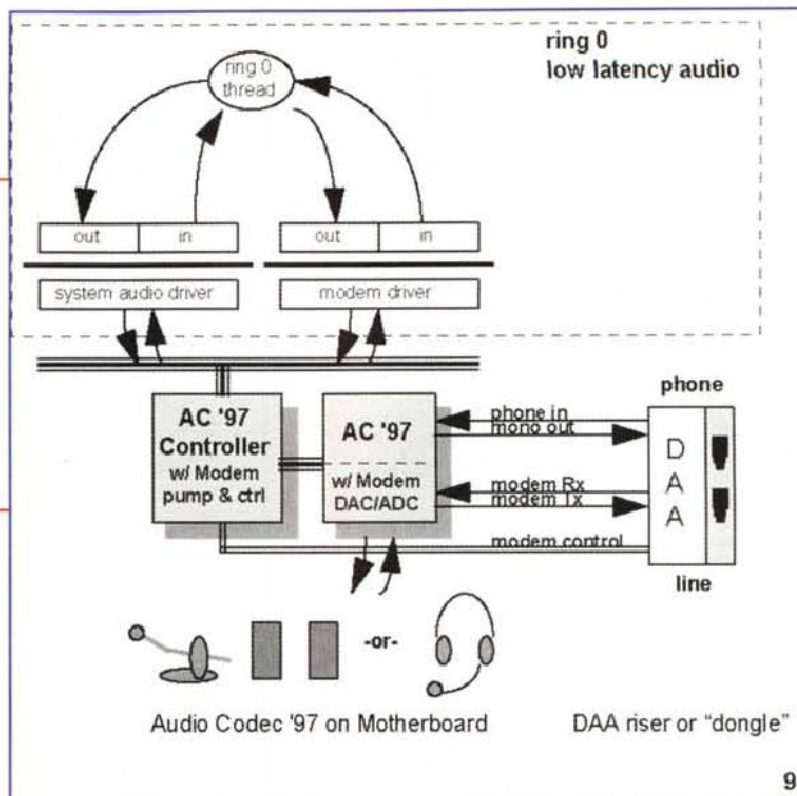 ring 0
low latency audio
ring 0
thread
out
in
out
in
system audio driver
modem driver
AC '97
Controller
w/ Modem
pump & ctrl
AC '97
w/ Modem
DAC/ADC
phone in
mono out
modem Rx
modem Tx
modem control
phone
D
A
A
line
-or-
Audio Codec '97 on Motherboard
DAA riser or "dongle"
9